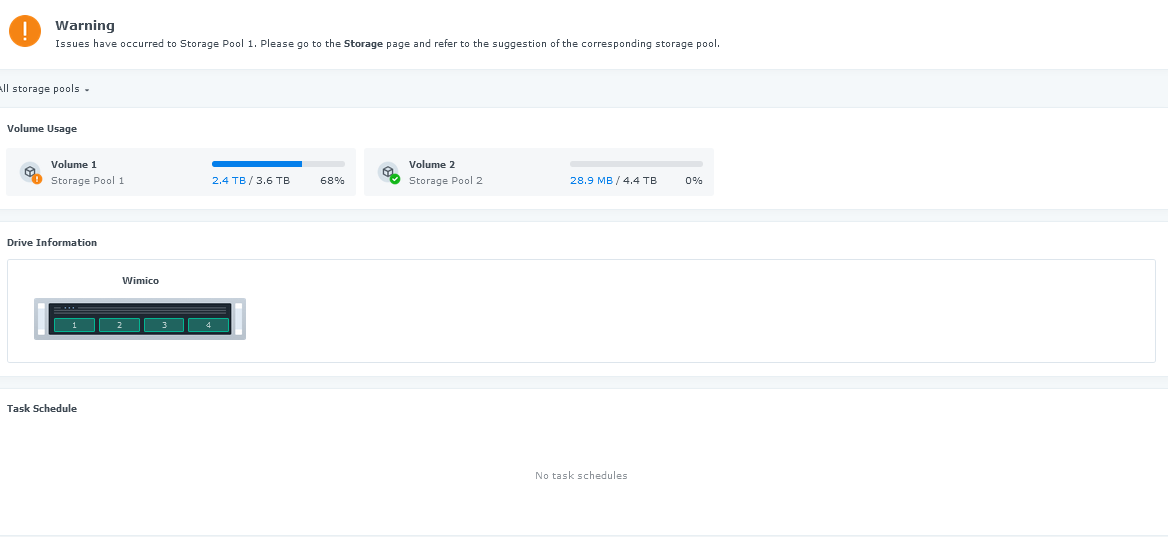 Warning
Issues have occurred to Storage Pool 1. Please go to the Storage page and refer to the suggestion of the corresponding storage pool.
All storage pools
Volume Usage
Volume 1
Storage Pool 1
2.4 TB / 3.6 TB 68%
Volume 2
Storage Pool 2
28.9 MB / 4.4 TB 0%
Drive Information
Wimico
1 2 3 4
Task Schedule
No task schedules